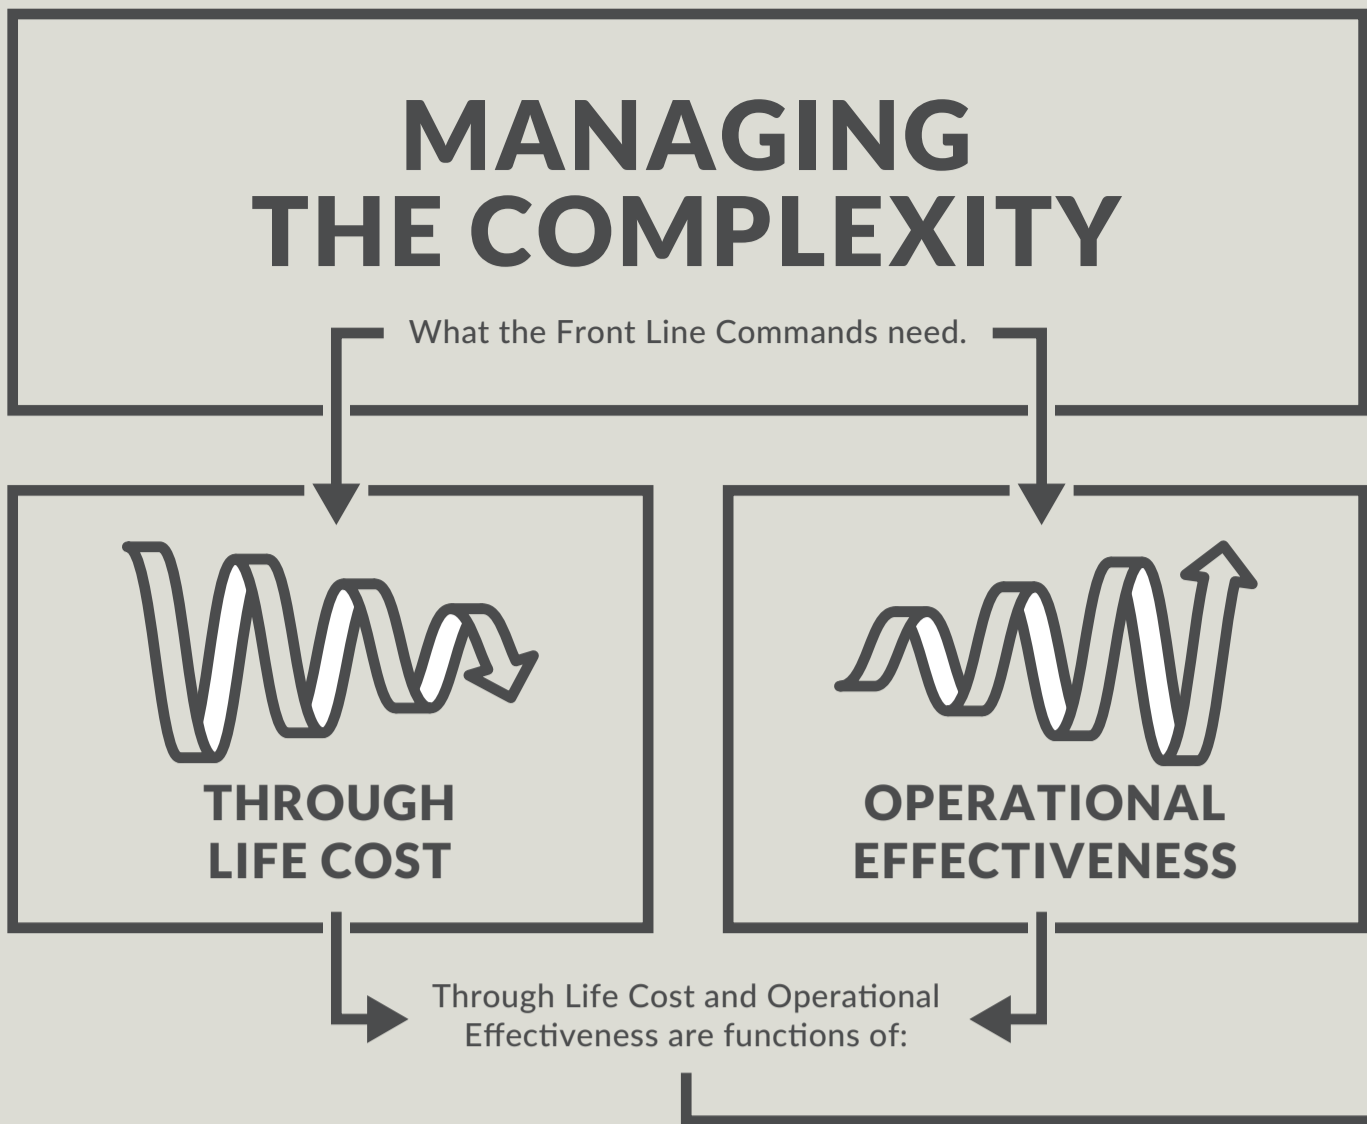 MANAGING
THE COMPLEXITY
What the Front Line Commands need.
THROUGH
LIFE COST
OPERATIONAL
EFFECTIVENESS
Through Life Cost and Operational
Effectiveness are functions of: